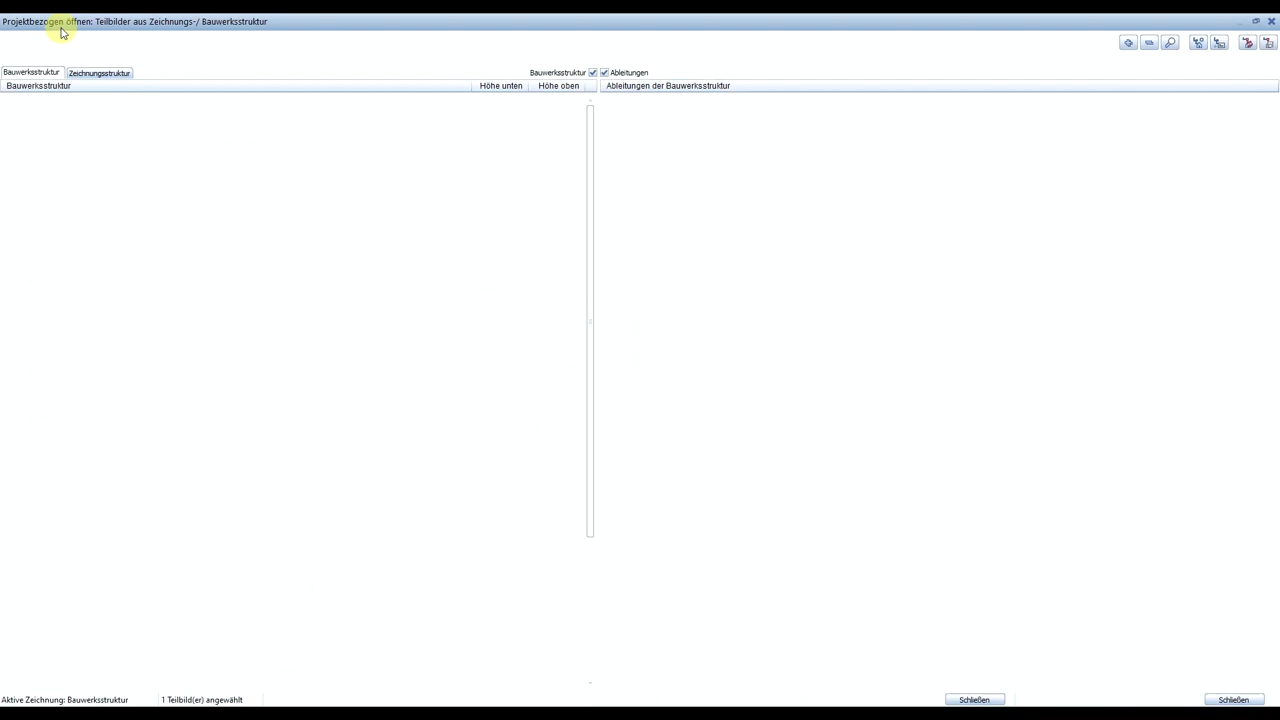 Projektbezogen öffnen: Teilbilder aus Zeichnungs-/ Bauwerksstruktur
Bauwerksstruktur Zeichnungsstruktur Bauwerksstruktur Ableitungen
Bauwerksstruktur Höhe unten Höhe oben Ableitungen der Bauwerksstruktur
Aktive Zeichnung: Bauwerksstruktur 1 Teilbild(er) angewählt Schließen Schließen